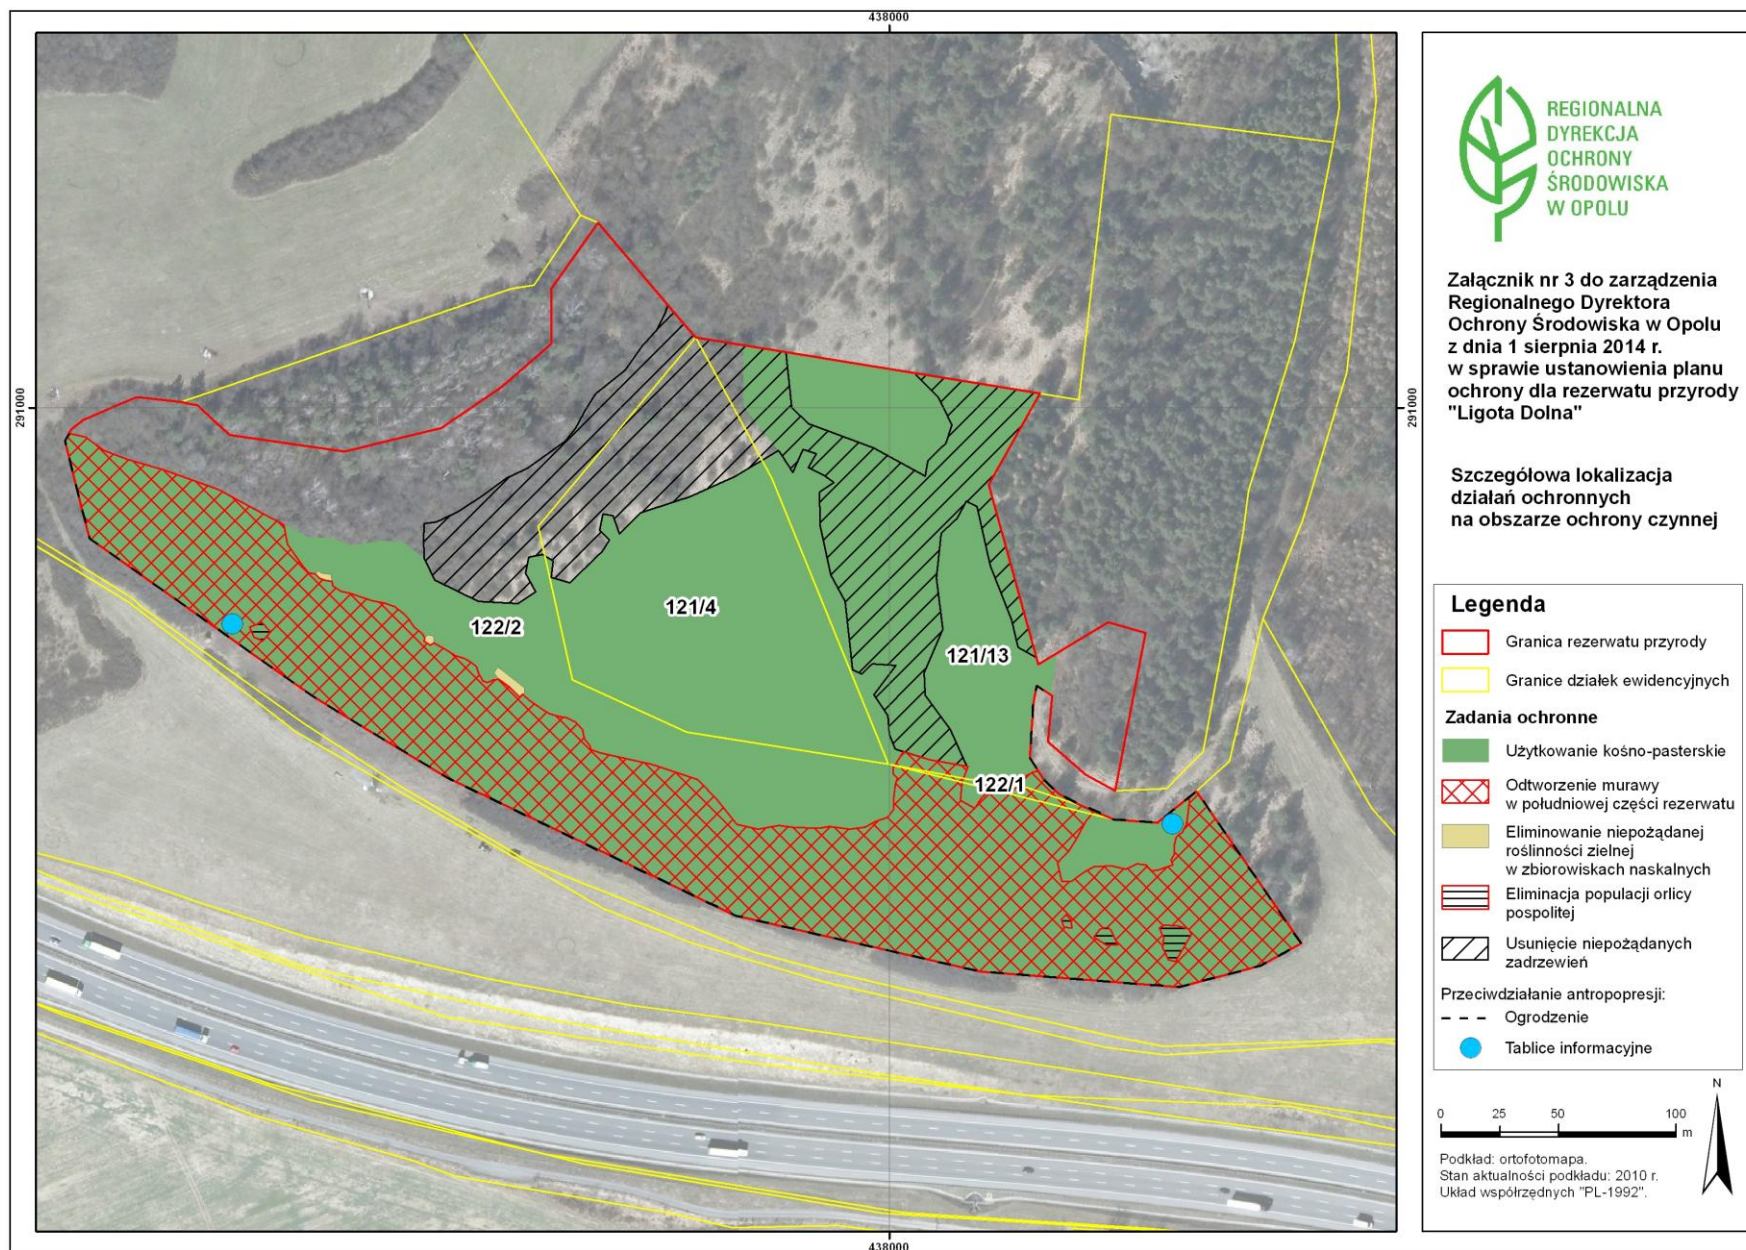 438000
291000
291000
438000
122/2
121/4
121/13
122/1
REGIONALNA
DYREKCJA
OCHRONY
ŚRODOWISKA
W OPOLU
Załącznik nr 3 do zarządzenia
Regionalnego Dyrektora
Ochrony Środowiska w Opolu
z dnia 1 sierpnia 2014 r.
w sprawie ustanowienia planu
ochrony dla rezerwatu przyrody
"Ligota Dolna"
Szczegółowa lokalizacja
działań ochronnych
na obszarze ochrony czynnej
Legenda
Granica rezerwatu przyrody
Granice działek ewidencyjnych
Zadania ochronne
Użytkowanie kośno-pasterskie
Odtworzenie murawy
w południowej części rezerwatu
Eliminowanie niepożądanej
roślinności zielnej
w zbiorowiskach naskalnych
Eliminacja populacji orlicy
pospolitej
Usunięcie niepożądanych
zadrzewień
Przeciwdziałanie antropopresji:
Ogrodzenie
Tablice informacyjne
N
0 25 50 100
m
Podkład: ortofotomapa.
Stan aktualności podkładu: 2010 r.
Układ współrzędnych "PL-1992".